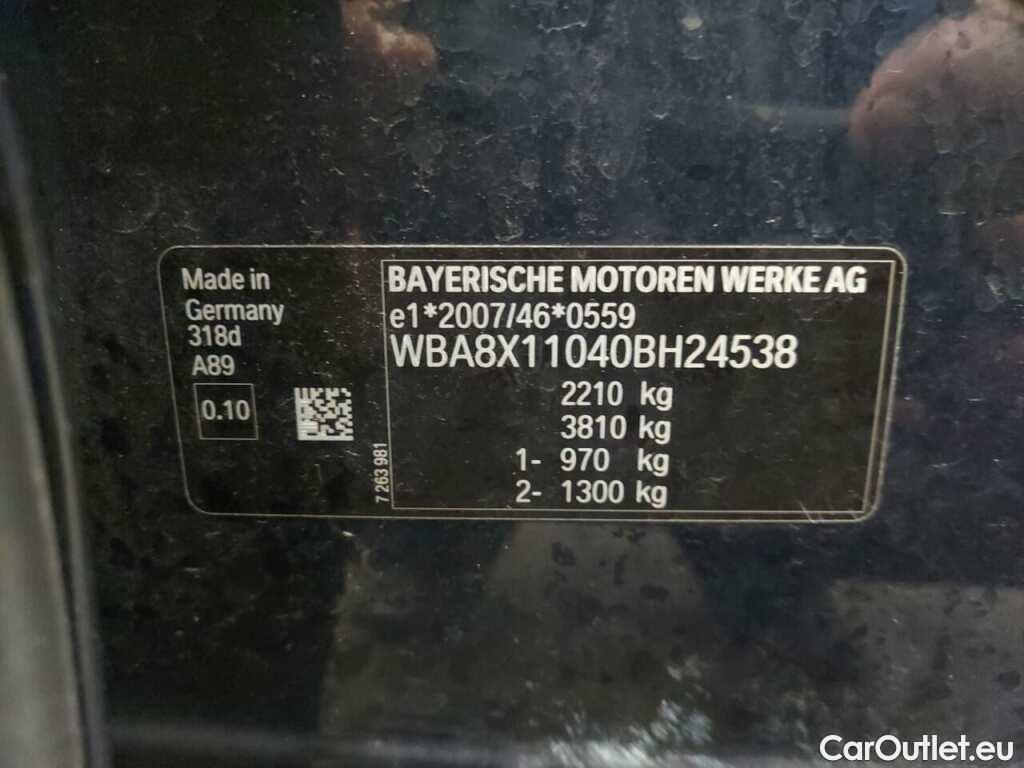 Made in
Germany
318d
A89
0.10
7 263 981
BAYERISCHE MOTOREN WERKE AG
e1*2007/46*0559
WBA8X11040BH24538
2210 kg
3810 kg
1- 970 kg
2- 1300 kg
CarOutlet.eu